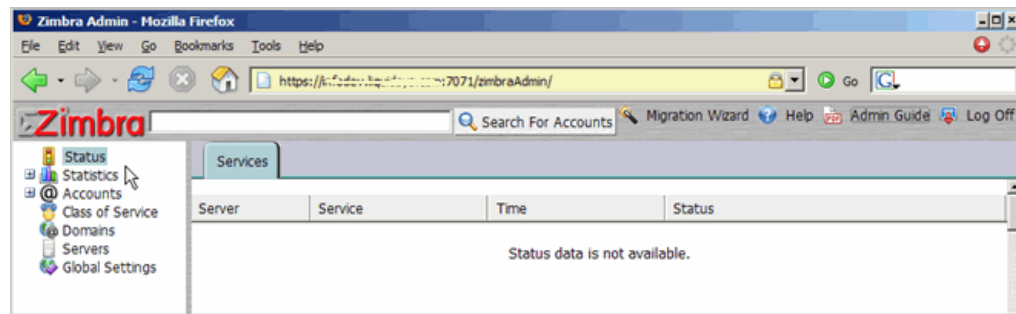 Zimbra Admin - Mozilla Firefox
File Edit View Go Bookmarks Tools Help
https:// :7071/zimbraAdmin/ Go G
Zimbra Search For Accounts Migration Wizard Help Admin Guide Log Off
Status
Statistics
Accounts
Class of Service
Domains
Servers
Global Settings
Services
Server Service Time Status
Status data is not available.